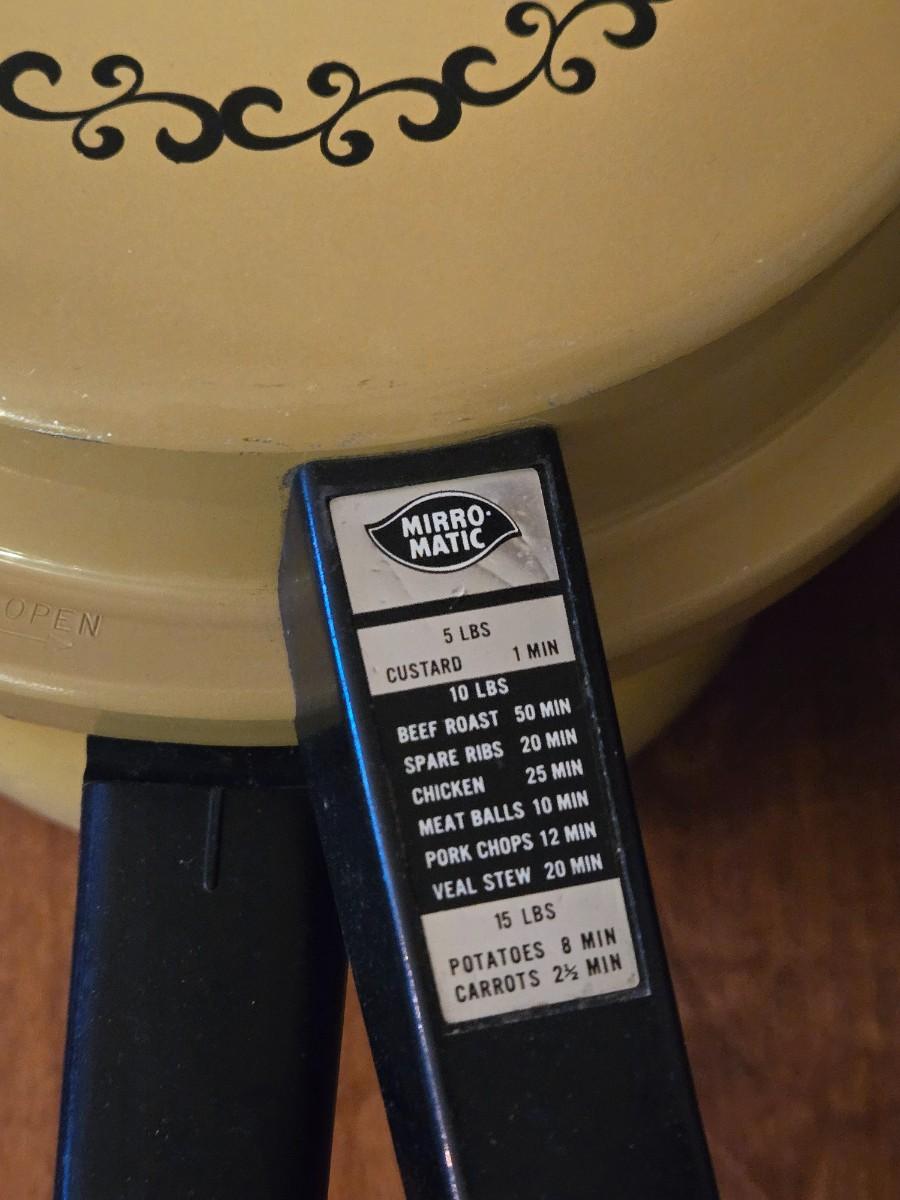 OPEN
MIRRO-
MATIC
5 LBS
CUSTARD 1 MIN
10 LBS
BEEF ROAST 50 MIN
SPARE RIBS 20 MIN
CHICKEN 25 MIN
MEAT BALLS 10 MIN
PORK CHOPS 12 MIN
VEAL STEW 20 MIN
15 LBS
POTATOES 8 MIN
CARROTS 2½ MIN